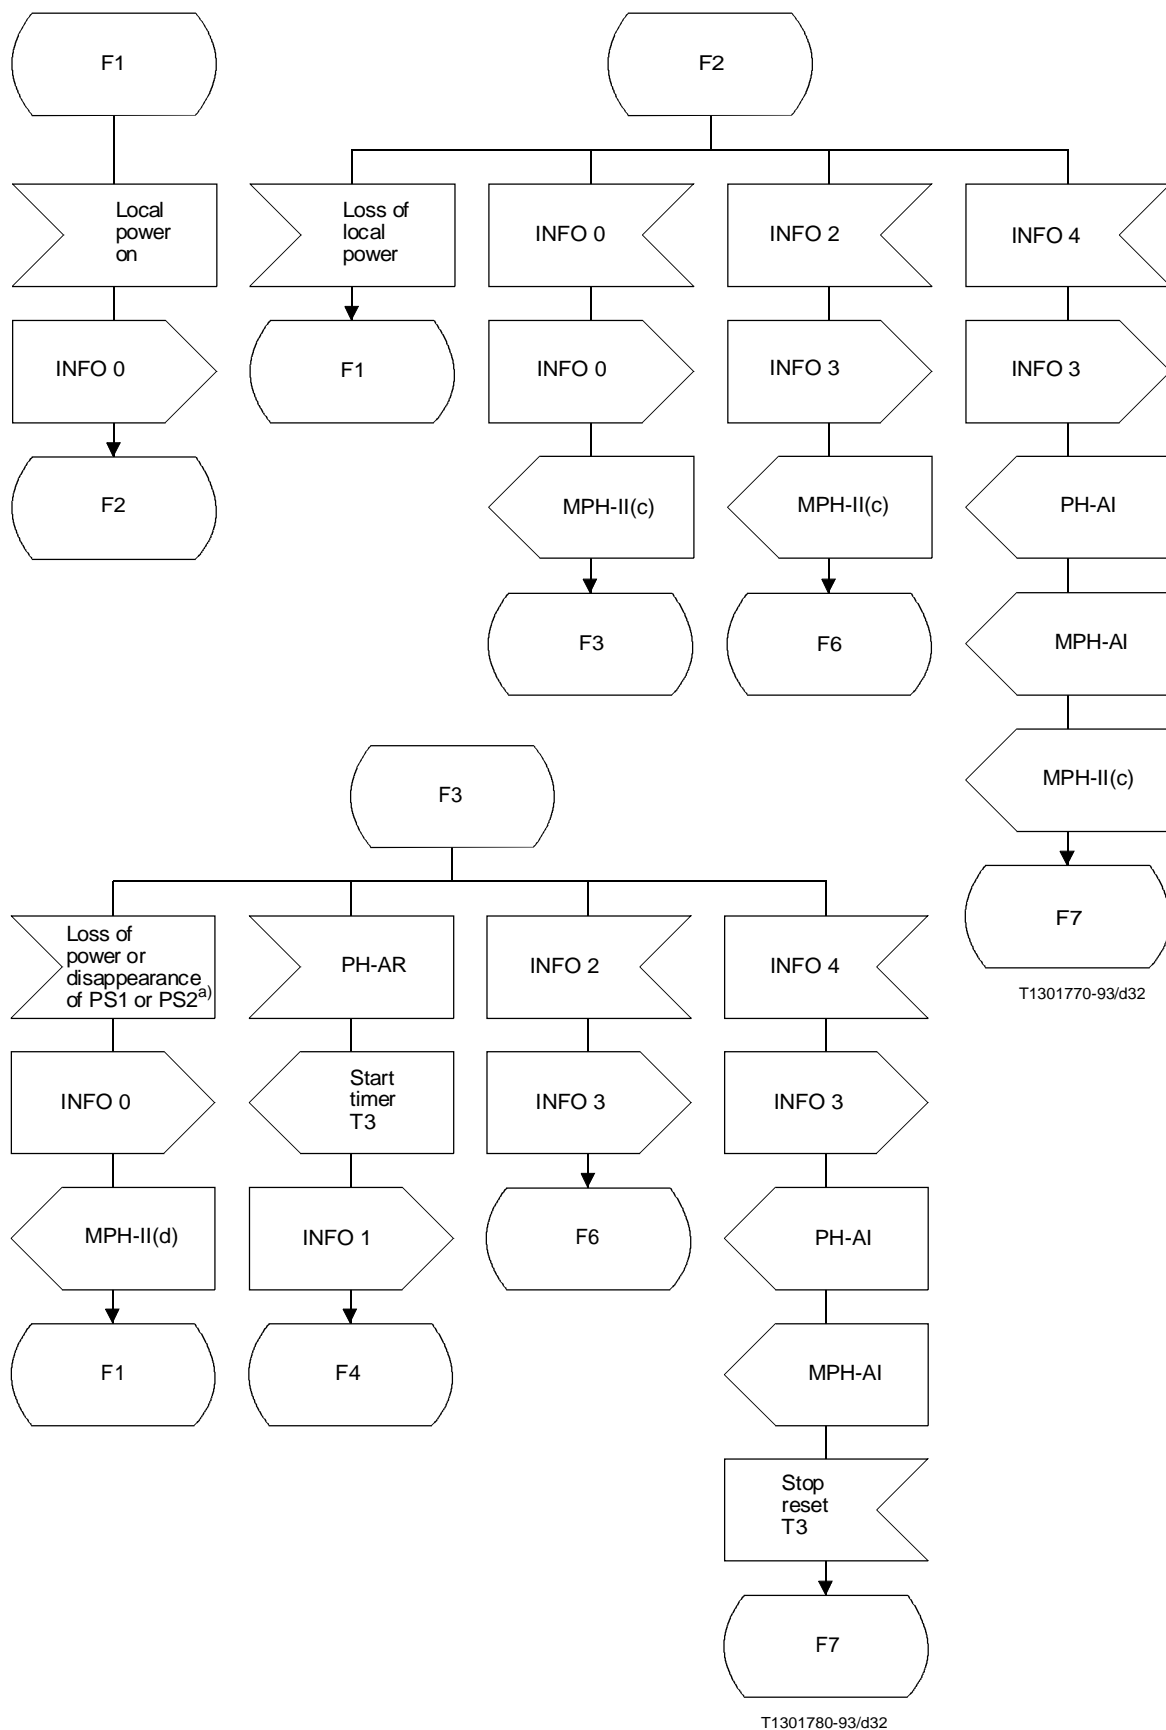 F1
F2
Local
power
on
Loss of
local
power
INFO 0
INFO 2
INFO 4
INFO 0
F1
INFO 0
INFO 3
INFO 3
F2
MPH-II(c)
MPH-II(c)
PH-AI
F3
F6
MPH-AI
MPH-II(c)
F7
T1301770-93/d32
F3
Loss of
power or
disappearance
of PS1 or PS2a)
PH-AR
INFO 2
INFO 4
INFO 0
Start
timer
T3
INFO 3
INFO 3
MPH-II(d)
INFO 1
F6
PH-AI
F1
F4
MPH-AI
Stop
reset
T3
F7
T1301780-93/d32